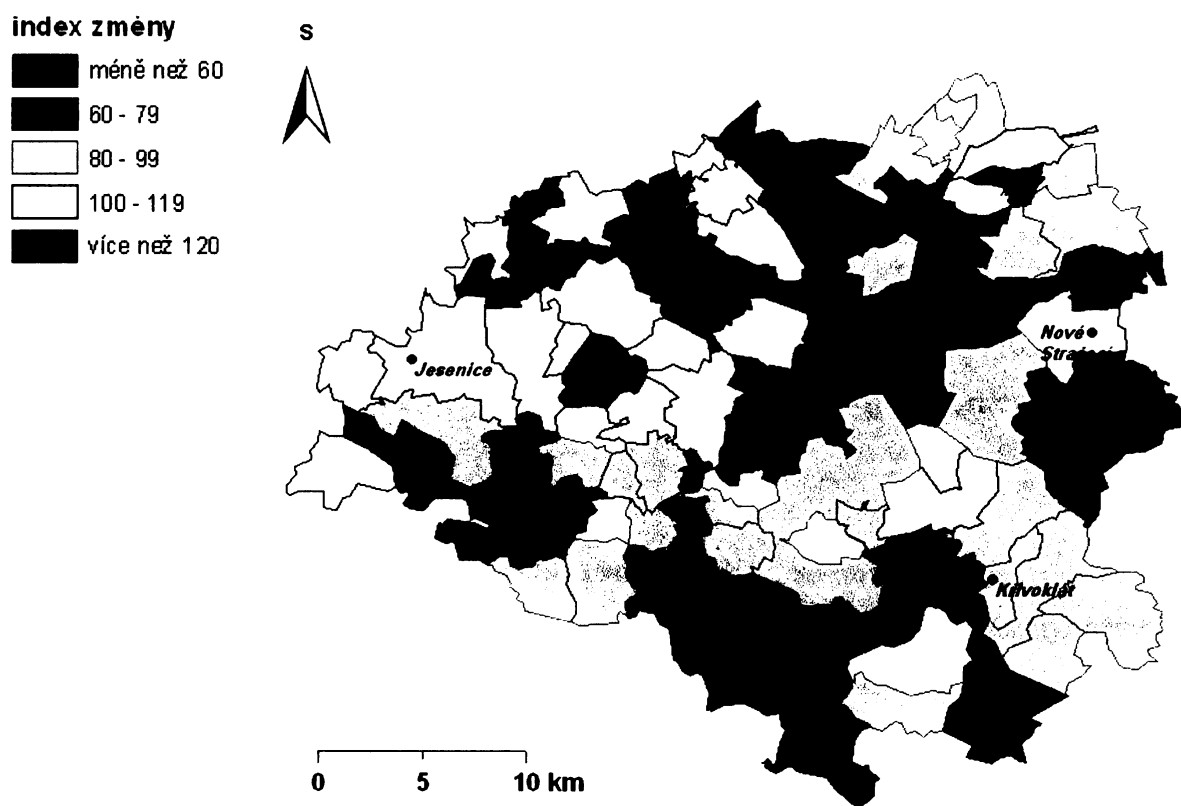 index změny
méně než 60
60 - 79
80 - 99
100 - 119
více než 120
S
Jesenice
Nové
Křivoklát
0 5 10 km